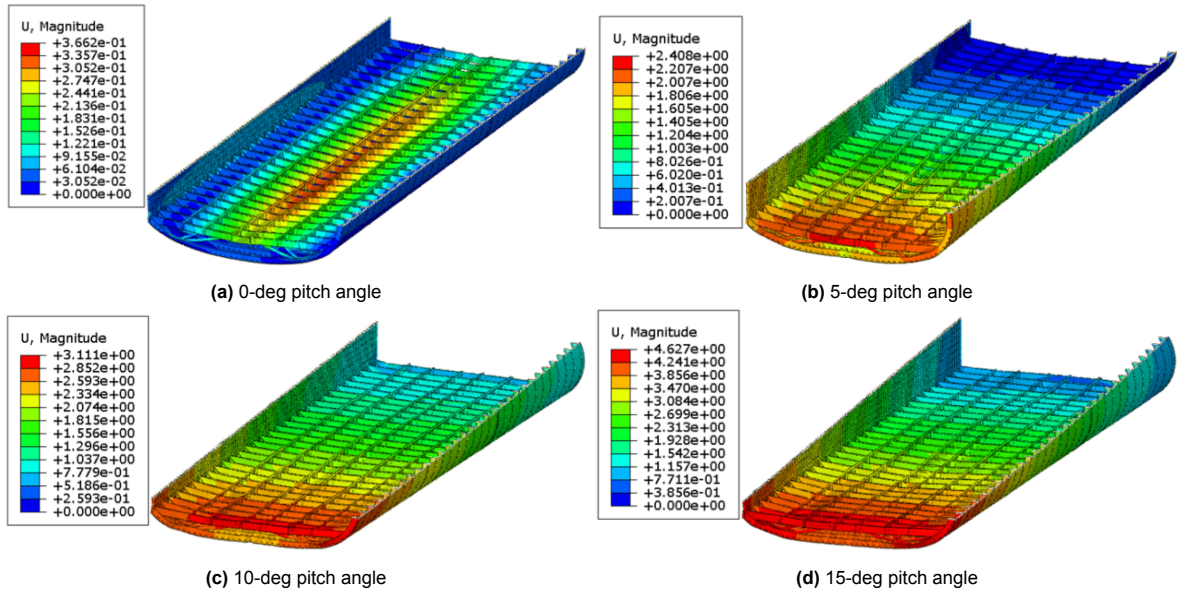 U, Magnitude
+3.662e-01
+3.357e-01
+3.052e-01
+2.747e-01
+2.441e-01
+2.136e-01
+1.831e-01
+1.526e-01
+1.221e-01
+9.155e-02
+6.104e-02
+3.052e-02
+0.000e+00
(a) 0-deg pitch angle
U, Magnitude
+2.408e+00
+2.207e+00
+2.007e+00
+1.806e+00
+1.605e+00
+1.405e+00
+1.204e+00
+1.003e+00
+8.026e-01
+6.020e-01
+4.013e-01
+2.007e-01
+0.000e+00
(b) 5-deg pitch angle
U, Magnitude
+3.111e+00
+2.852e+00
+2.593e+00
+2.334e+00
+2.074e+00
+1.815e+00
+1.556e+00
+1.296e+00
+1.037e+00
+7.779e-01
+5.186e-01
+2.593e-01
+0.000e+00
(c) 10-deg pitch angle
U, Magnitude
+4.627e+00
+4.241e+00
+3.856e+00
+3.470e+00
+3.084e+00
+2.699e+00
+2.313e+00
+1.928e+00
+1.542e+00
+1.157e+00
+7.711e-01
+3.856e-01
+0.000e+00
(d) 15-deg pitch angle